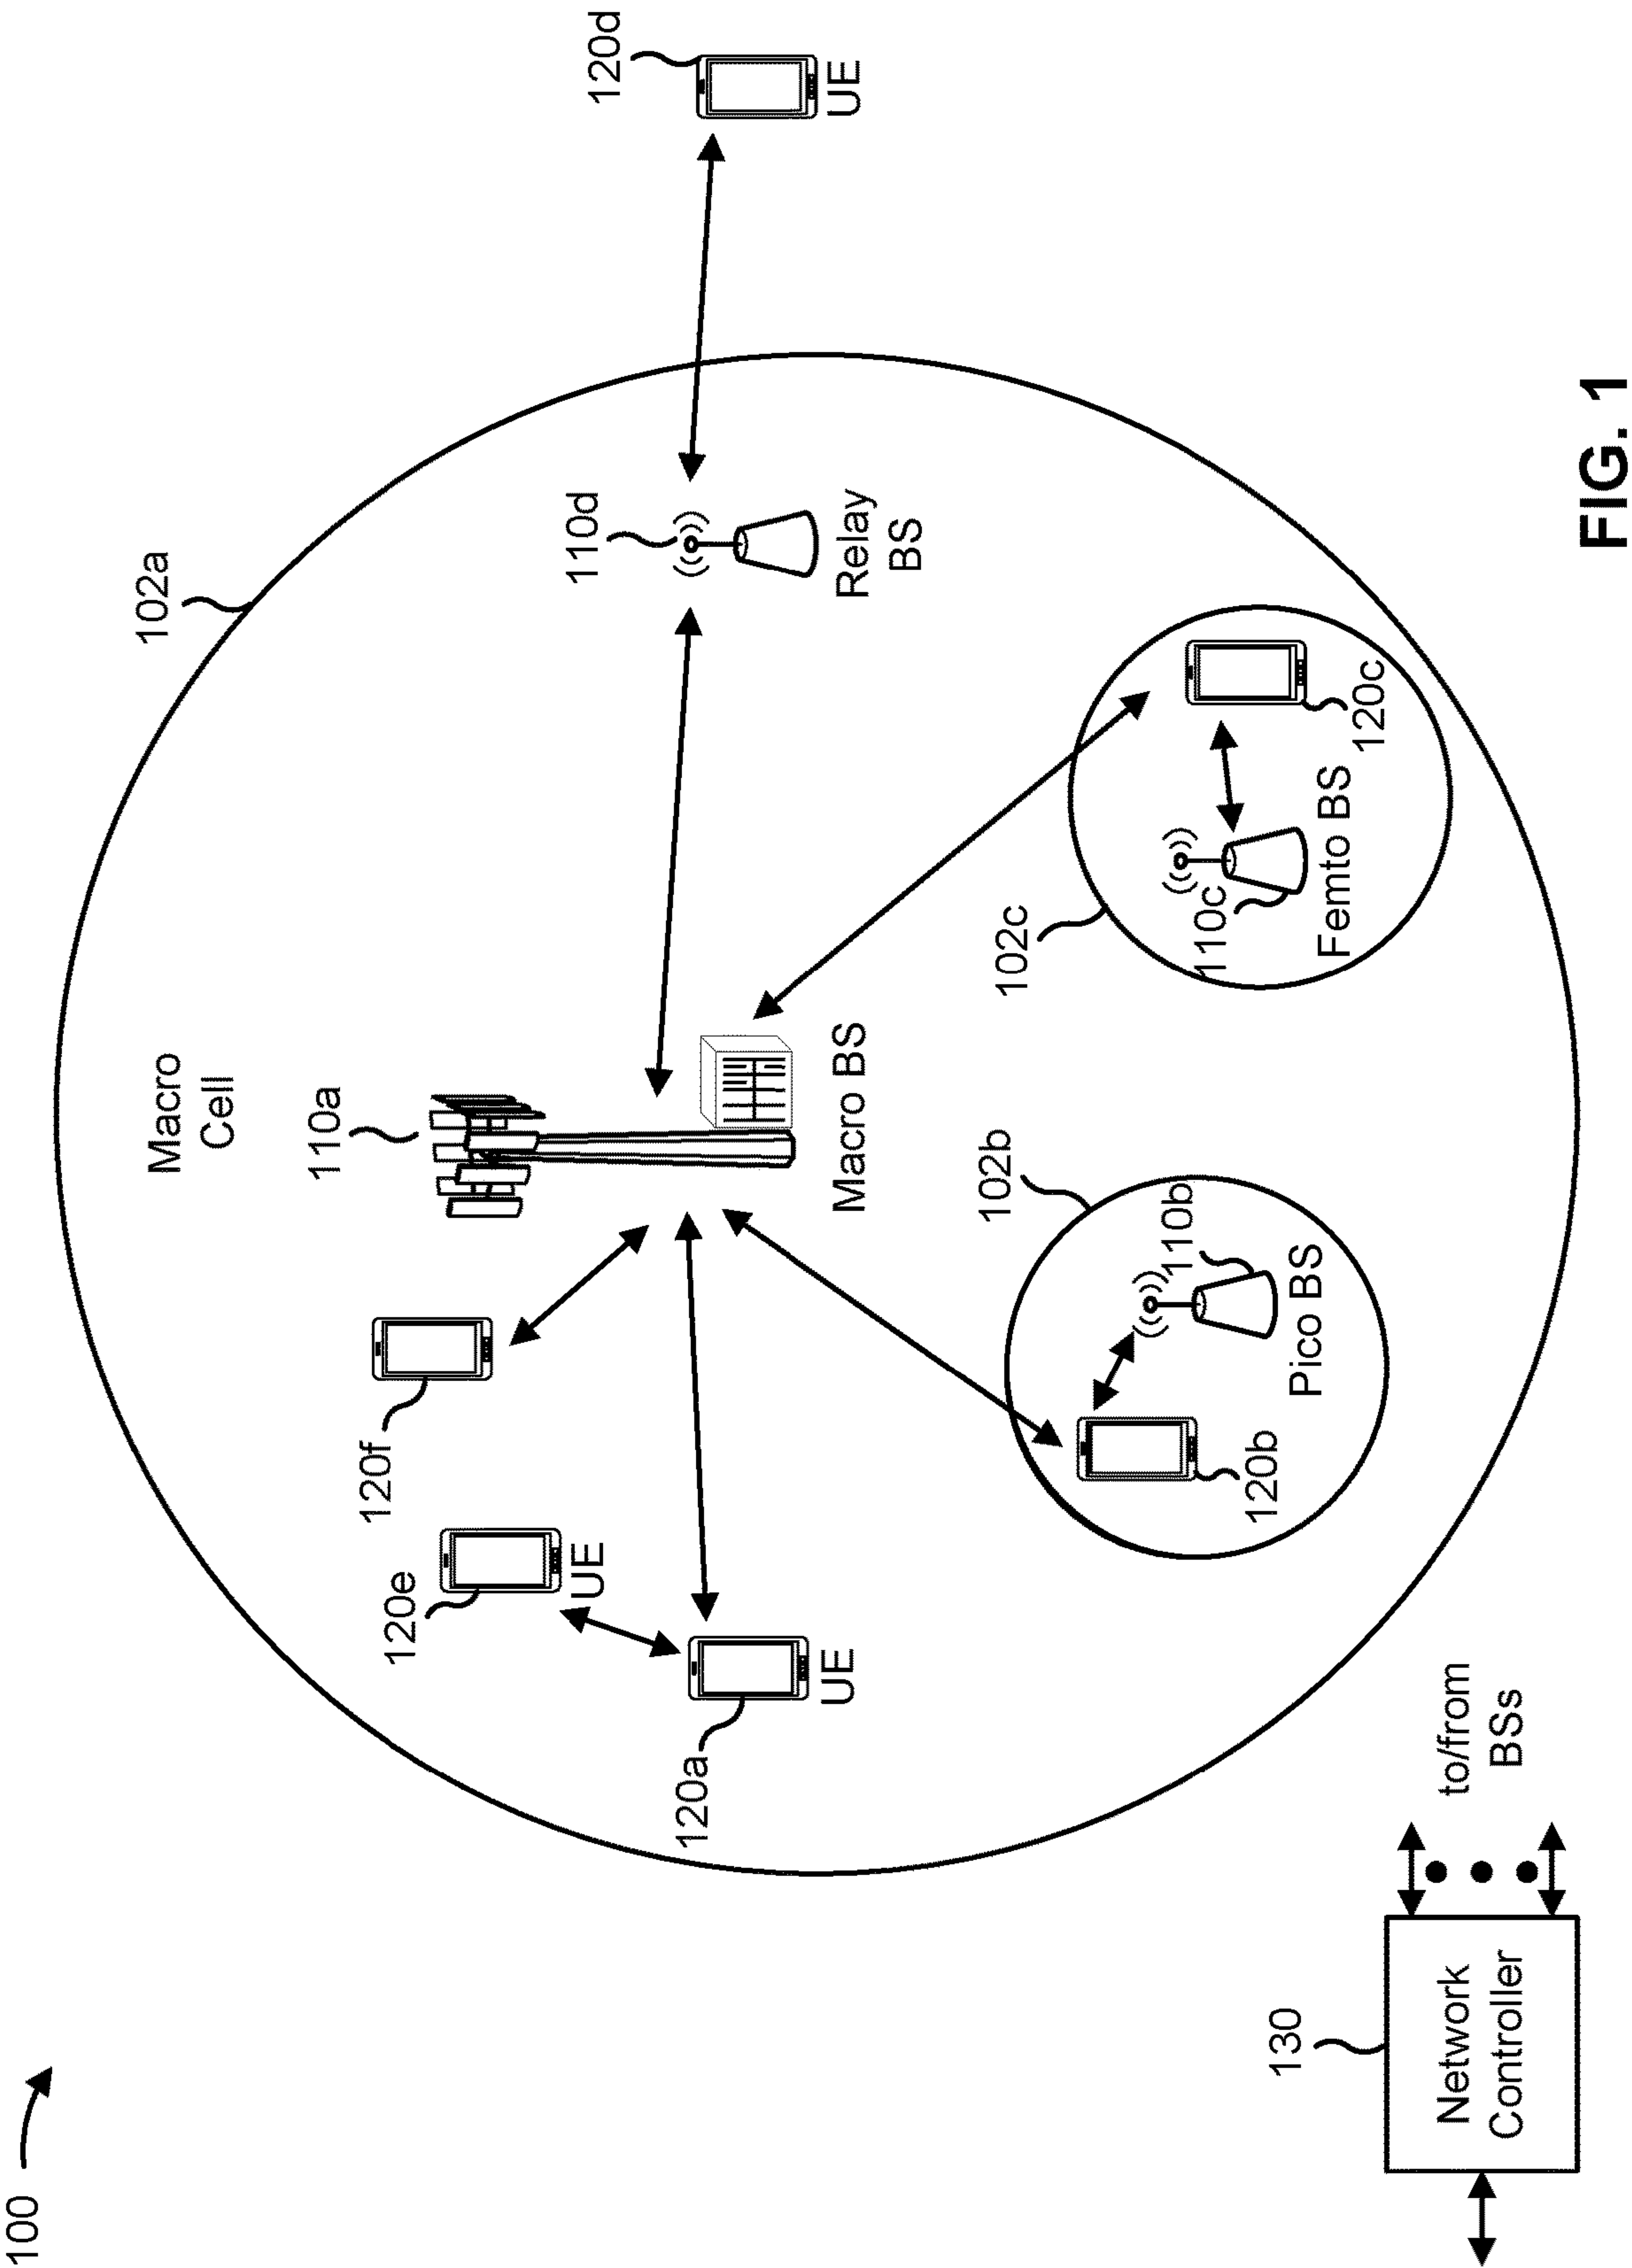 100
102a
Macro
Cell
110a
120f
120e
UE
120a
UE
Macro BS
110d
Relay
BS
120d
UE
102b
110b
Pico BS
120b
102c
110c
Femto BS
120c
130
Network
Controller
to/from
BSs
FIG. 1